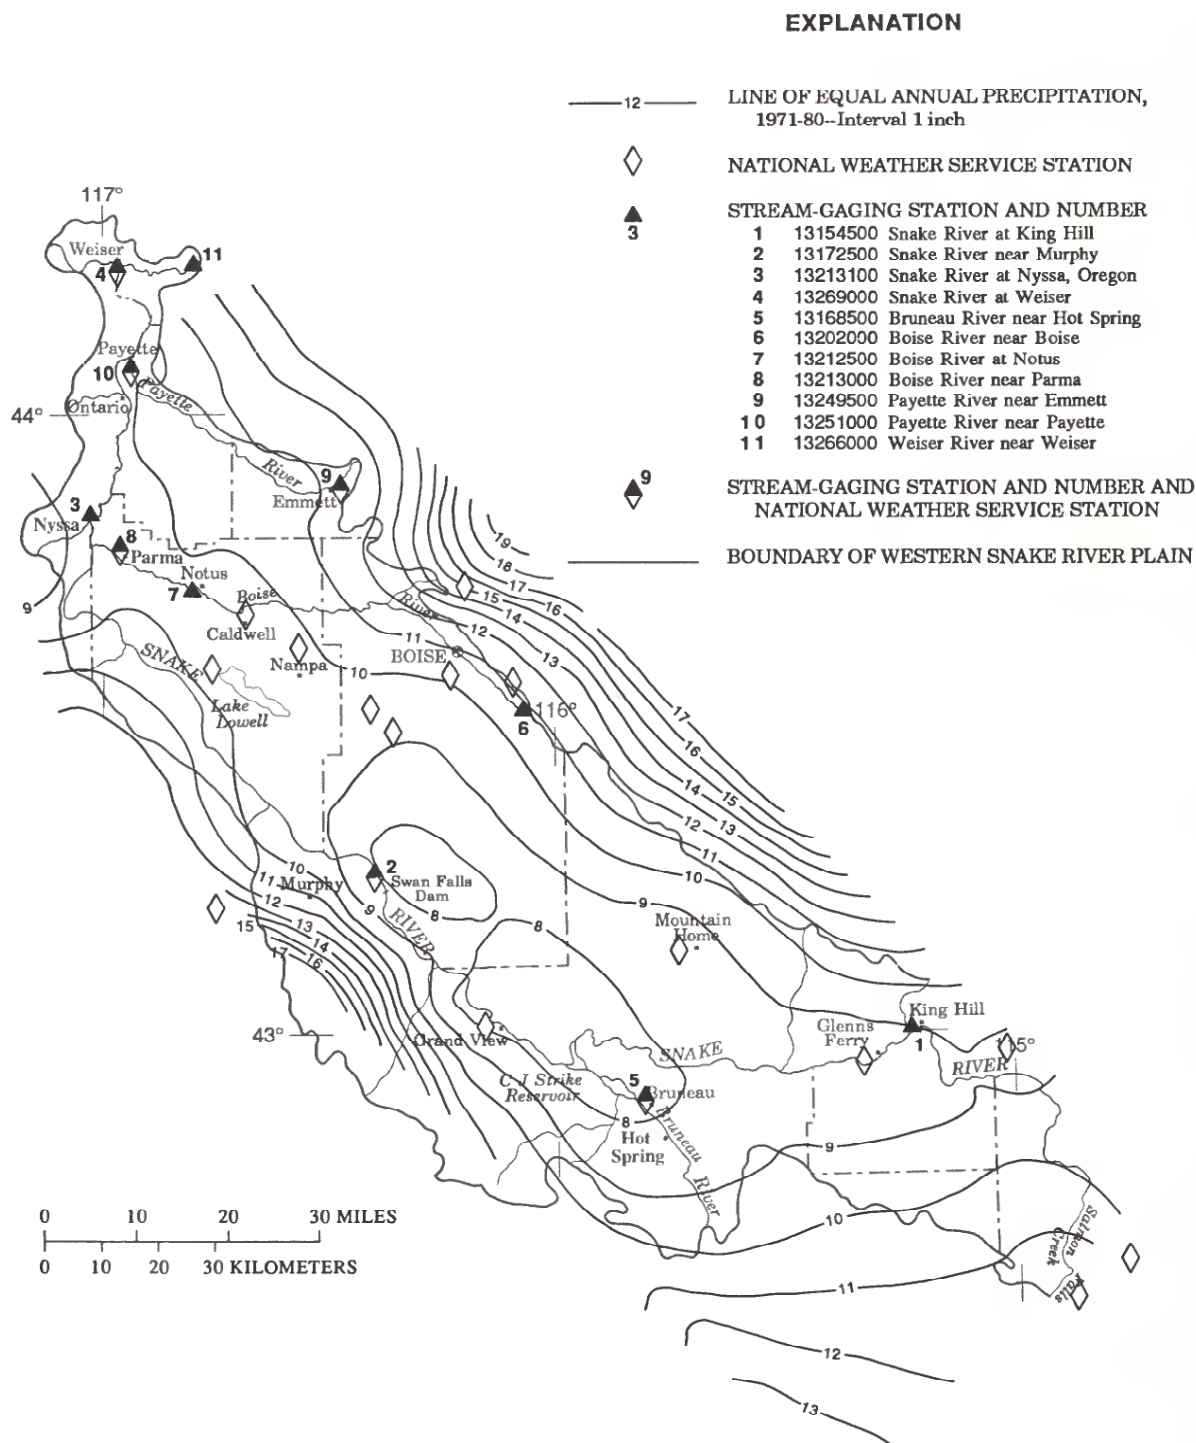 EXPLANATION
12
LINE OF EQUAL ANNUAL PRECIPITATION,
1971-80--Interval 1 inch
NATIONAL WEATHER SERVICE STATION
STREAM-GAGING STATION AND NUMBER
3
1 13154500 Snake River at King Hill
2 13172500 Snake River near Murphy
3 13213100 Snake River at Nyssa, Oregon
4 13269000 Snake River at Weiser
5 13168500 Bruneau River near Hot Spring
6 13202000 Boise River near Boise
7 13212500 Boise River at Notus
8 13213000 Boise River near Parma
9 13249500 Payette River near Emmett
10 13251000 Payette River near Payette
11 13266000 Weiser River near Weiser
9
STREAM-GAGING STATION AND NUMBER AND
NATIONAL WEATHER SERVICE STATION
BOUNDARY OF WESTERN SNAKE RIVER PLAIN
117°
Weiser
11
4
Payette
10
Payette
Ontario
44°
River
9
Emmett
3
Nyssa
8
Parma
Notus
7
Boise
River
9
Caldwell
SNAKE
Nampa
Lake
Lowell
BOISE
19
18
17
16
15
14
13
12
11
10
116°
6
17
16
15
14
13
12
11
10
9
2
Swan Falls
Dam
8
10
11
Murphy
12
13
14
15
16
17
9
RIVER
8
Mountain
Home
43°
Grand View
King Hill
1
Glenns
Ferry
115°
SNAKE
RIVER
C J Strike
Reservoir
5
Bruneau
8
Hot
Spring
Bruneau
River
9
10
11
12
13
Salmon
Falls
Creek
0 10 20 30 MILES
0 10 20 30 KILOMETERS